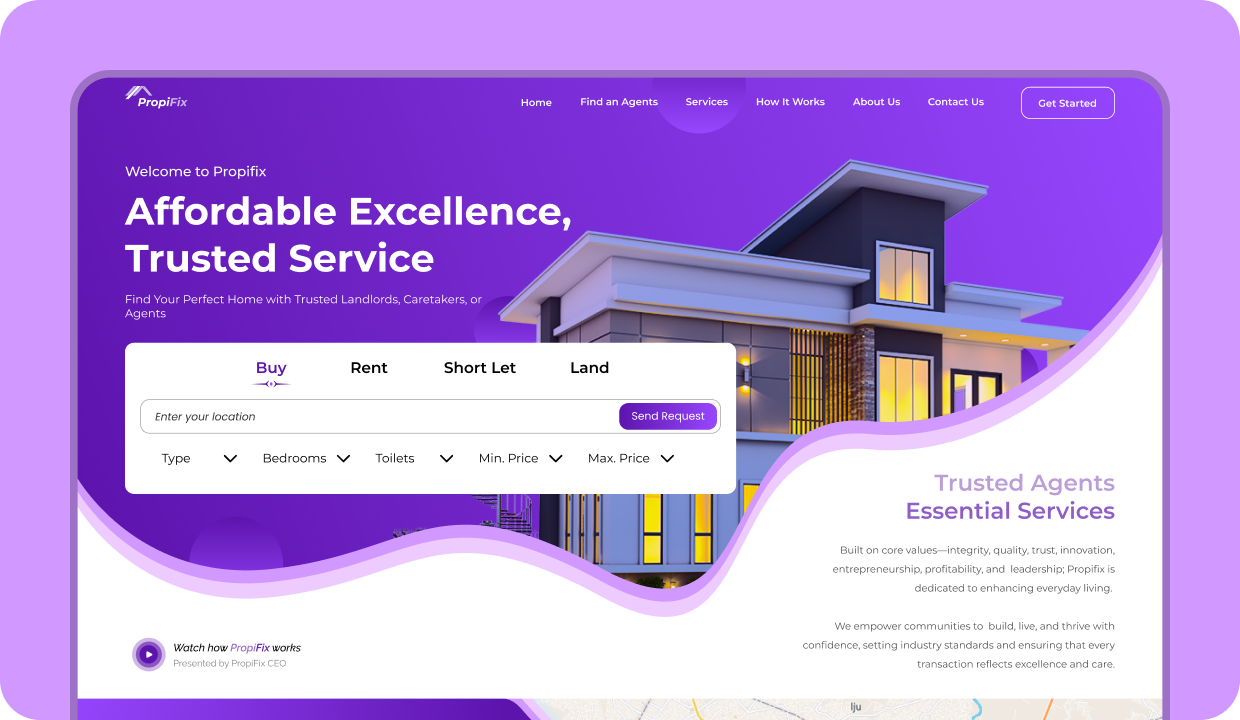 PropiFix
Home Find an Agents Services How It Works About Us Contact Us Get Started
Welcome to Propifix
Affordable Excellence,
Trusted Service
Find Your Perfect Home with Trusted Landlords, Caretakers, or
Agents
Buy Rent Short Let Land
Enter your location Send Request
Type Bedrooms Toilets Min. Price Max. Price
Trusted Agents
Essential Services
Built on core values—integrity, quality, trust, innovation,
entrepreneurship, profitability, and leadership; Propifix is
dedicated to enhancing everyday living.
We empower communities to build, live, and thrive with
confidence, setting industry standards and ensuring that every
transaction reflects excellence and care.
Watch how PropiFix works
Presented by PropiFix CEO
Iju